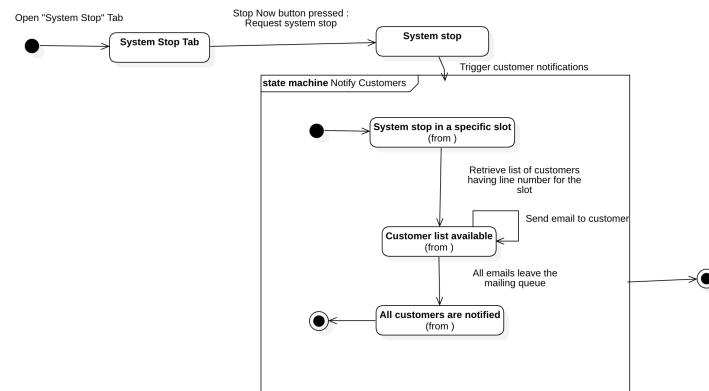 Open "System Stop" Tab
System Stop Tab
Stop Now button pressed :
Request system stop
System stop
Trigger customer notifications
state machine Notify Customers
System stop in a specific slot
(from )
Retrieve list of customers
having line number for the
slot
Customer list available
(from )
Send email to customer
All emails leave the
mailing queue
All customers are notified
(from )